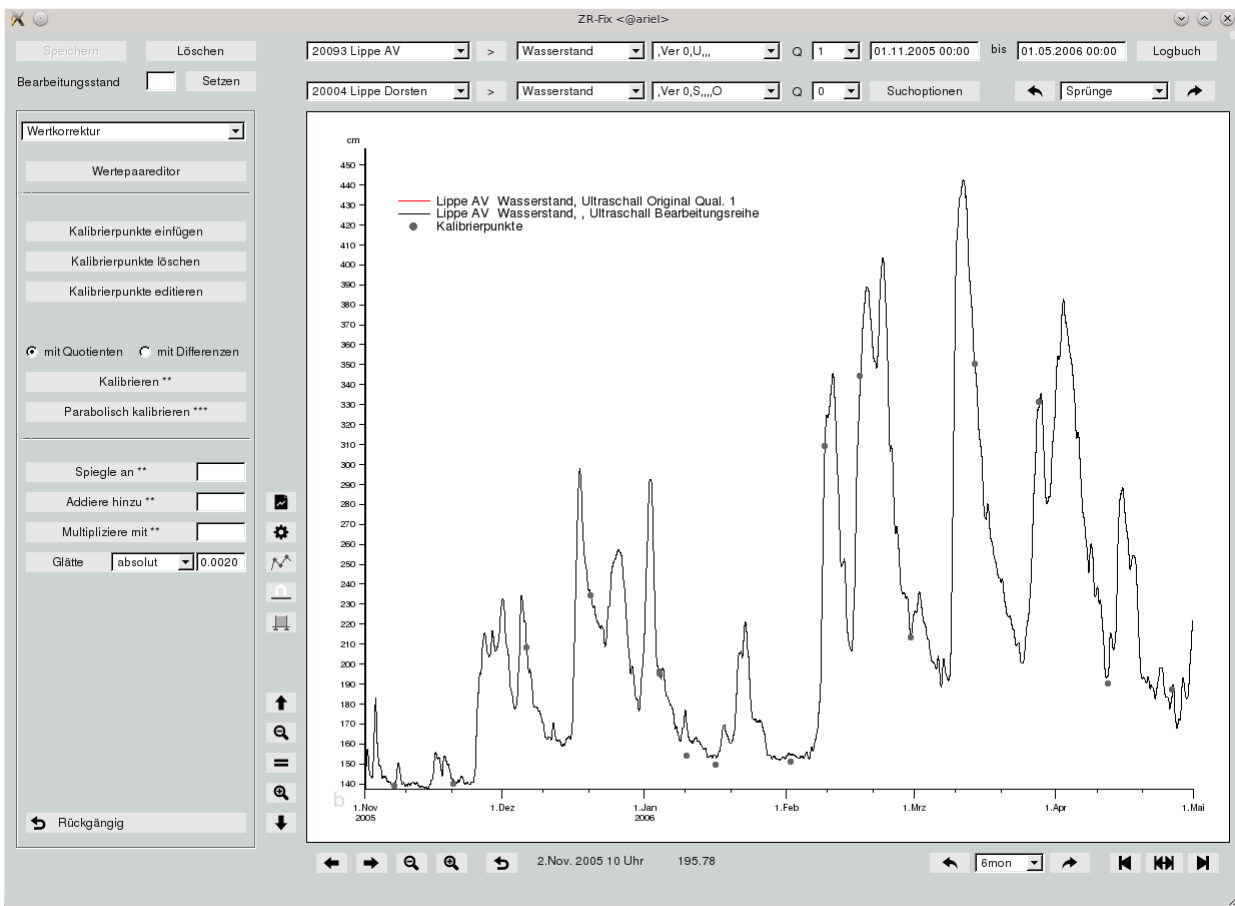 ZR-Fix <@ariel>
Speichern
Löschen
20093 Lippe AV
>
Wasserstand
,Ver 0,U,,,
Q
1
01.11.2005 00:00
bis
01.05.2006 00:00
Logbuch
Bearbeitungsstand
Setzen
20004 Lippe Dorsten
>
Wasserstand
,Ver 0,S,,,,O
Q
0
Suchoptionen
Sprünge
Wertkorrektur
Wertepaareditor
Kalibrierpunkte einfügen
Kalibrierpunkte löschen
Kalibrierpunkte editieren
mit Quotienten
mit Differenzen
Kalibrieren **
Parabolisch kalibrieren ***
Spiegle an **
Addiere hinzu **
Multipliziere mit **
Glätte
absolut
0.0020
Rückgängig
cm
450
440
430
420
410
400
390
380
370
360
350
340
330
320
310
300
290
280
270
260
250
240
230
220
210
200
190
180
170
160
150
140
Lippe AV Wasserstand, Ultraschall Original Qual. 1
Lippe AV Wasserstand, , Ultraschall Bearbeitungsreihe
Kalibrierpunkte
b
1.Nov
2005
1.Dez
1.Jan
2006
1.Feb
1.Mrz
1.Apr
1.Mai
2.Nov. 2005 10 Uhr
195.78
6mon